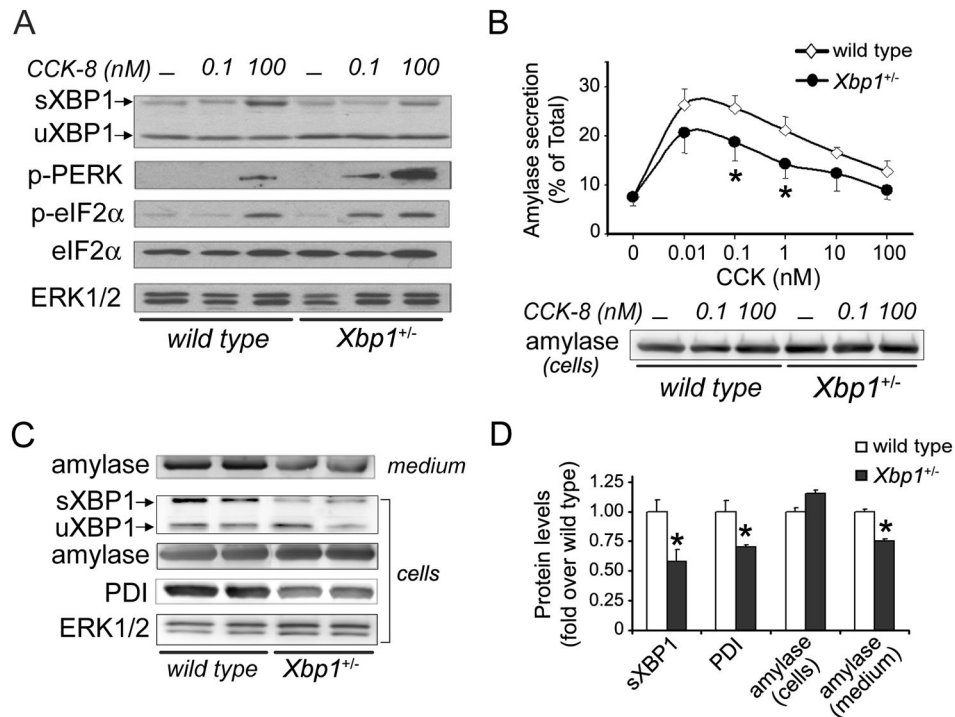 A
CCK-8 (nM) – 0.1 100 – 0.1 100
sXBP1
uXBP1
p-PERK
p-eIF2α
eIF2α
ERK1/2
wild type Xbp1+/-
B
wild type
Xbp1+/-
Amylase secretion
(% of Total)
30
20
10
0
* *
0 0.01 0.1 1 10 100
CCK (nM)
CCK-8 (nM) – 0.1 100 – 0.1 100
amylase
(cells)
wild type Xbp1+/-
C
amylase medium
sXBP1
uXBP1
amylase
cells
PDI
ERK1/2
wild type Xbp1+/-
D
wild type
Xbp1+/-
Protein levels
(fold over wild type)
1.25
1.00
0.75
0.50
0.25
0
* * *
sXBP1
PDI
amylase
(cells)
amylase
(medium)